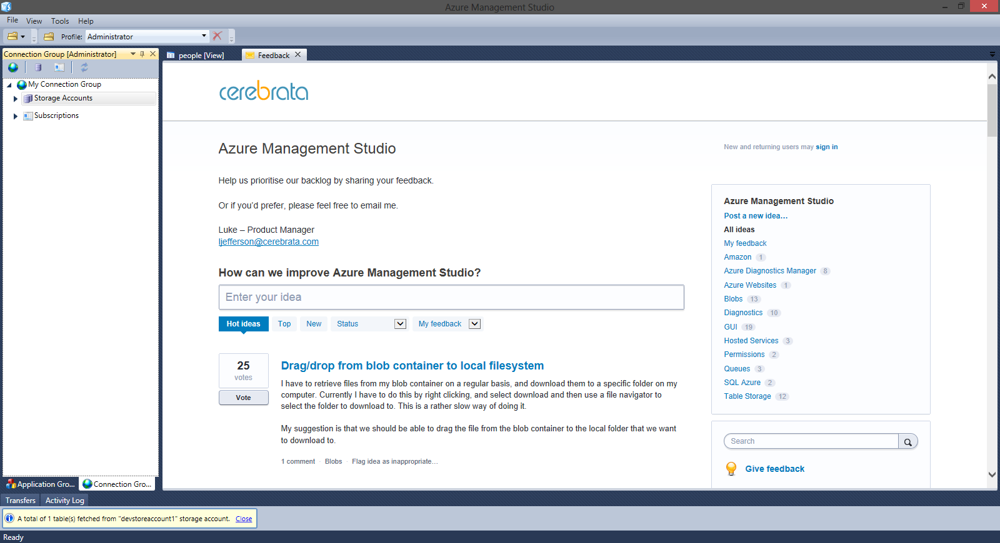 Azure Management Studio
File View Tools Help
Profile: Administrator
Connection Group [Administrator]
My Connection Group
Storage Accounts
Subscriptions
Application Gro...
Connection Gro...
people [View]
Feedback
cerebrata
Azure Management Studio
New and returning users may sign in
Help us prioritise our backlog by sharing your feedback.
Or if you’d prefer, please feel free to email me.
Luke – Product Manager
ljefferson@cerebrata.com
How can we improve Azure Management Studio?
Enter your idea
Hot ideas Top New Status My feedback
25
votes
Vote
Drag/drop from blob container to local filesystem
I have to retrieve files from my blob container on a regular basis, and download them to a specific folder on my
computer. Currently I have to do this by right clicking, and select download and then use a file navigator to
select the folder to download to. This is a rather slow way of doing it.
My suggestion is that we should be able to drag the file from the blob container to the local folder that we want
to download to.
1 comment · Blobs · Flag idea as inappropriate…
Azure Management Studio
Post a new idea…
All ideas
My feedback
Amazon 1
Azure Diagnostics Manager 8
Azure Websites 1
Blobs 13
Diagnostics 10
GUI 19
Hosted Services 3
Permissions 2
Queues 3
SQL Azure 2
Table Storage 12
Search
Give feedback
Transfers Activity Log
A total of 1 table(s) fetched from "devstoreaccount1" storage account. Close
Ready